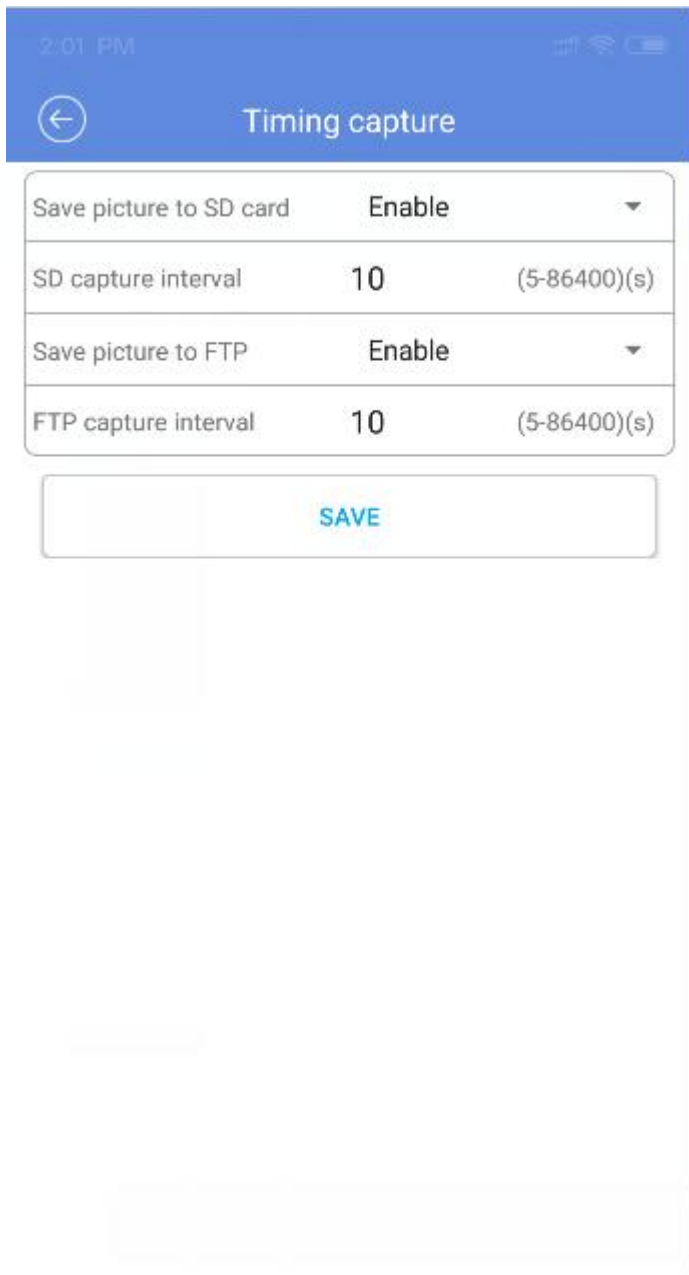 2:01 PM
Timing capture
Save picture to SD card Enable
SD capture interval 10 (5-86400)(s)
Save picture to FTP Enable
FTP capture interval 10 (5-86400)(s)
SAVE